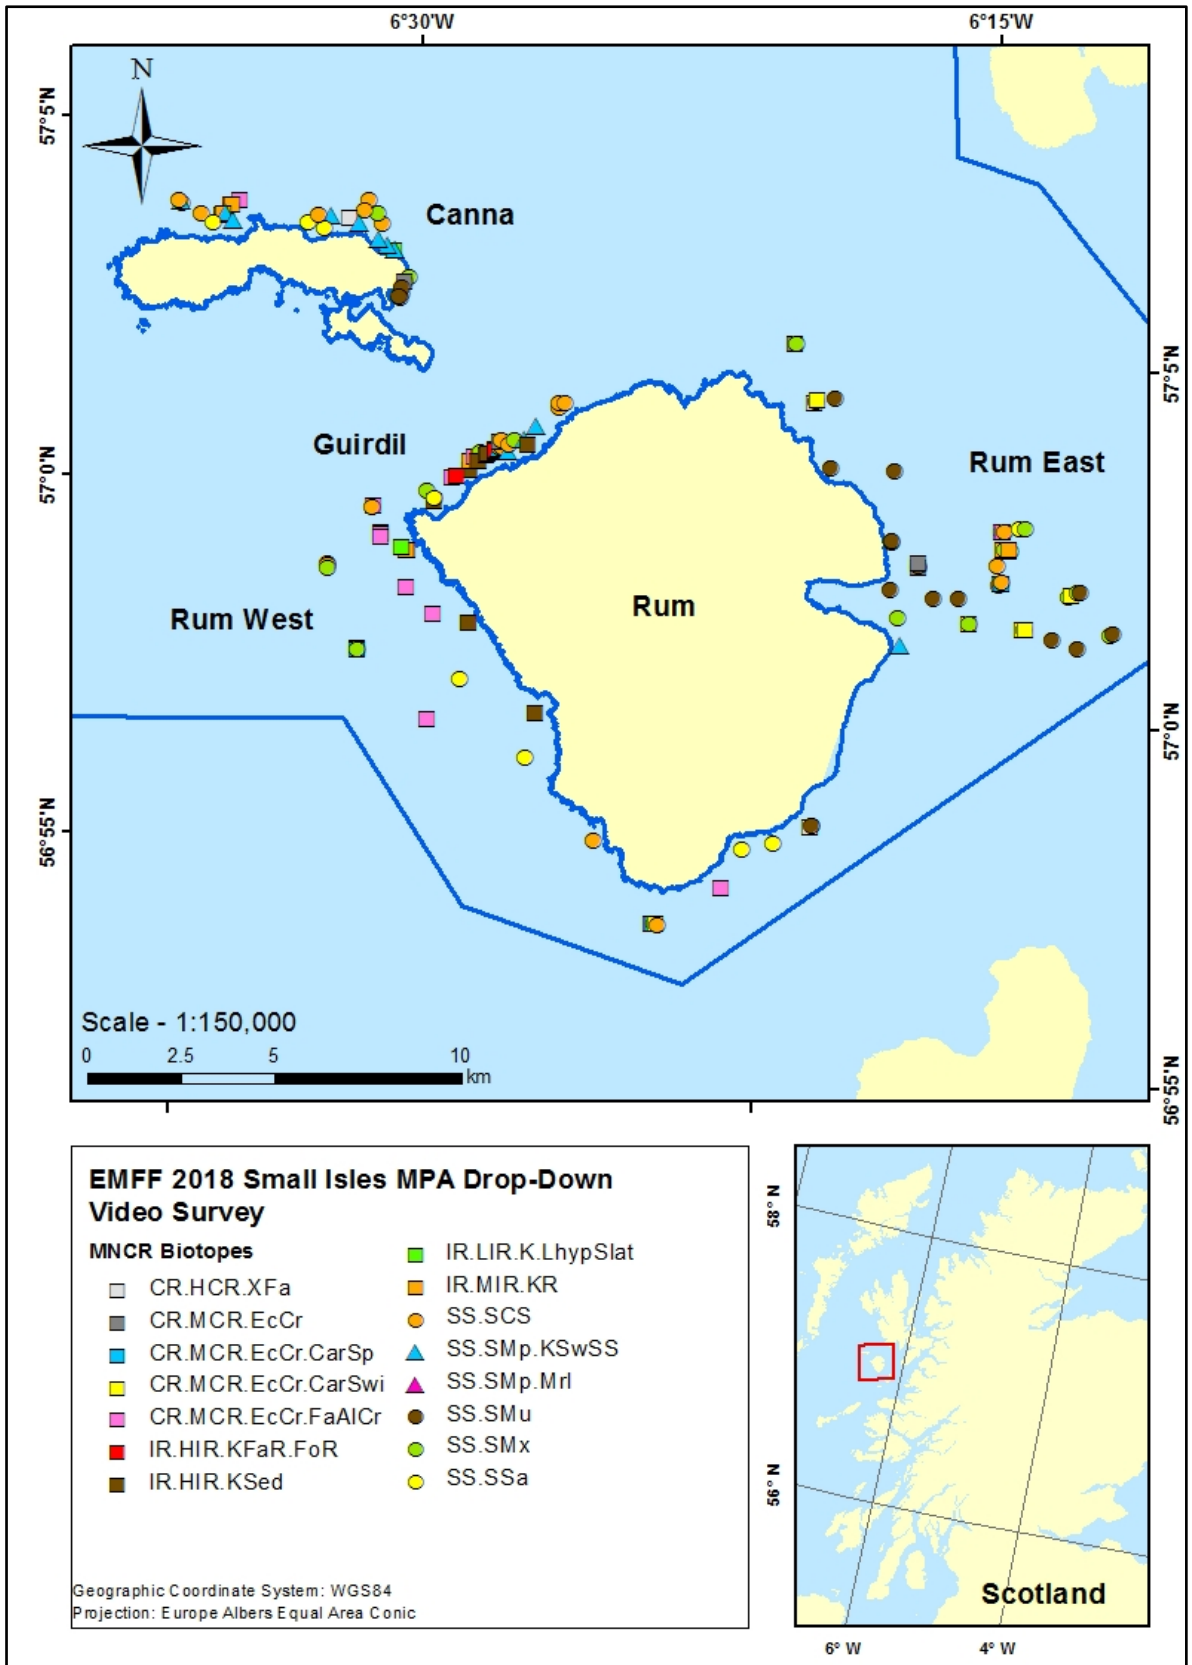 6°30'W
6°15'W
N
57°5'N
Canna
57°5'N
Guirdil
57°0'N
Rum East
Rum West
Rum
57°0'N
56°55'N
Scale - 1:150,000
0 2.5 5 10
km
56°55'N
EMFF 2018 Small Isles MPA Drop-Down
Video Survey
MNCR Biotopes
CR.HCR.XFa
CR.MCR.EcCr
CR.MCR.EcCr.CarSp
CR.MCR.EcCr.CarSwi
CR.MCR.EcCr.FaAlCr
IR.HIR.KFaR.FoR
IR.HIR.KSed
IR.LIR.K.LhypSlat
IR.MIR.KR
SS.SCS
SS.SMp.KSwSS
SS.SMp.Mrl
SS.SMu
SS.SMx
SS.SSa
Geographic Coordinate System: WGS84
Projection: Europe Albers Equal Area Conic
58° N
56° N
Scotland
6° W
4° W